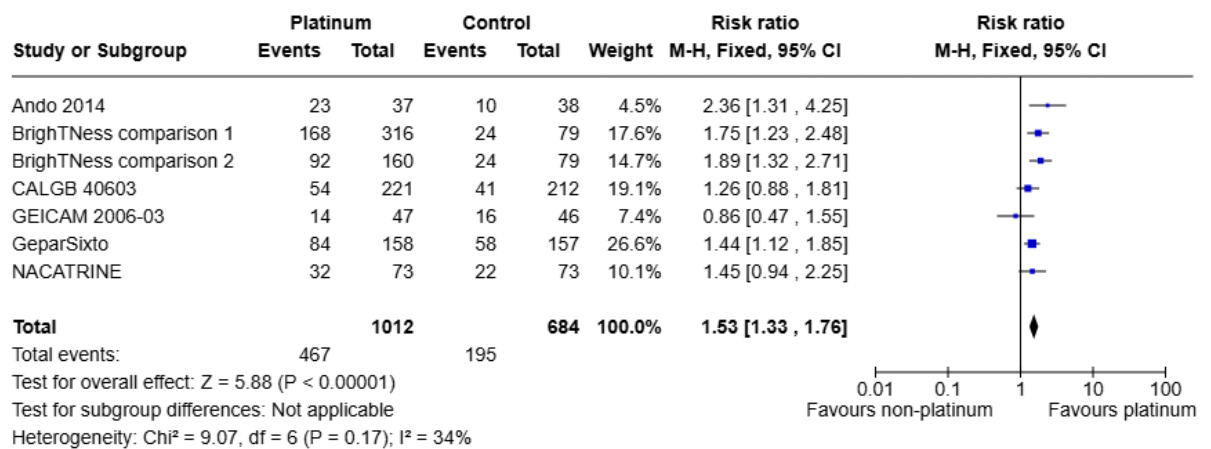 Platinum Control Risk ratio Risk ratio
Study or Subgroup Events Total Events Total Weight M-H, Fixed, 95% CI M-H, Fixed, 95% CI
Ando 2014 23 37 10 38 4.5% 2.36 [1.31 , 4.25]
BrighTNess comparison 1 168 316 24 79 17.6% 1.75 [1.23 , 2.48]
BrighTNess comparison 2 92 160 24 79 14.7% 1.89 [1.32 , 2.71]
CALGB 40603 54 221 41 212 19.1% 1.26 [0.88 , 1.81]
GEICAM 2006-03 14 47 16 46 7.4% 0.86 [0.47 , 1.55]
GeparSixto 84 158 58 157 26.6% 1.44 [1.12 , 1.85]
NACATRINE 32 73 22 73 10.1% 1.45 [0.94 , 2.25]
Total 1012 684 100.0% 1.53 [1.33 , 1.76]
Total events: 467 195
Test for overall effect: Z = 5.88 (P < 0.00001)
Test for subgroup differences: Not applicable
Heterogeneity: Chi² = 9.07, df = 6 (P = 0.17); I² = 34%
0.01 0.1 1 10 100
Favours non-platinum Favours platinum